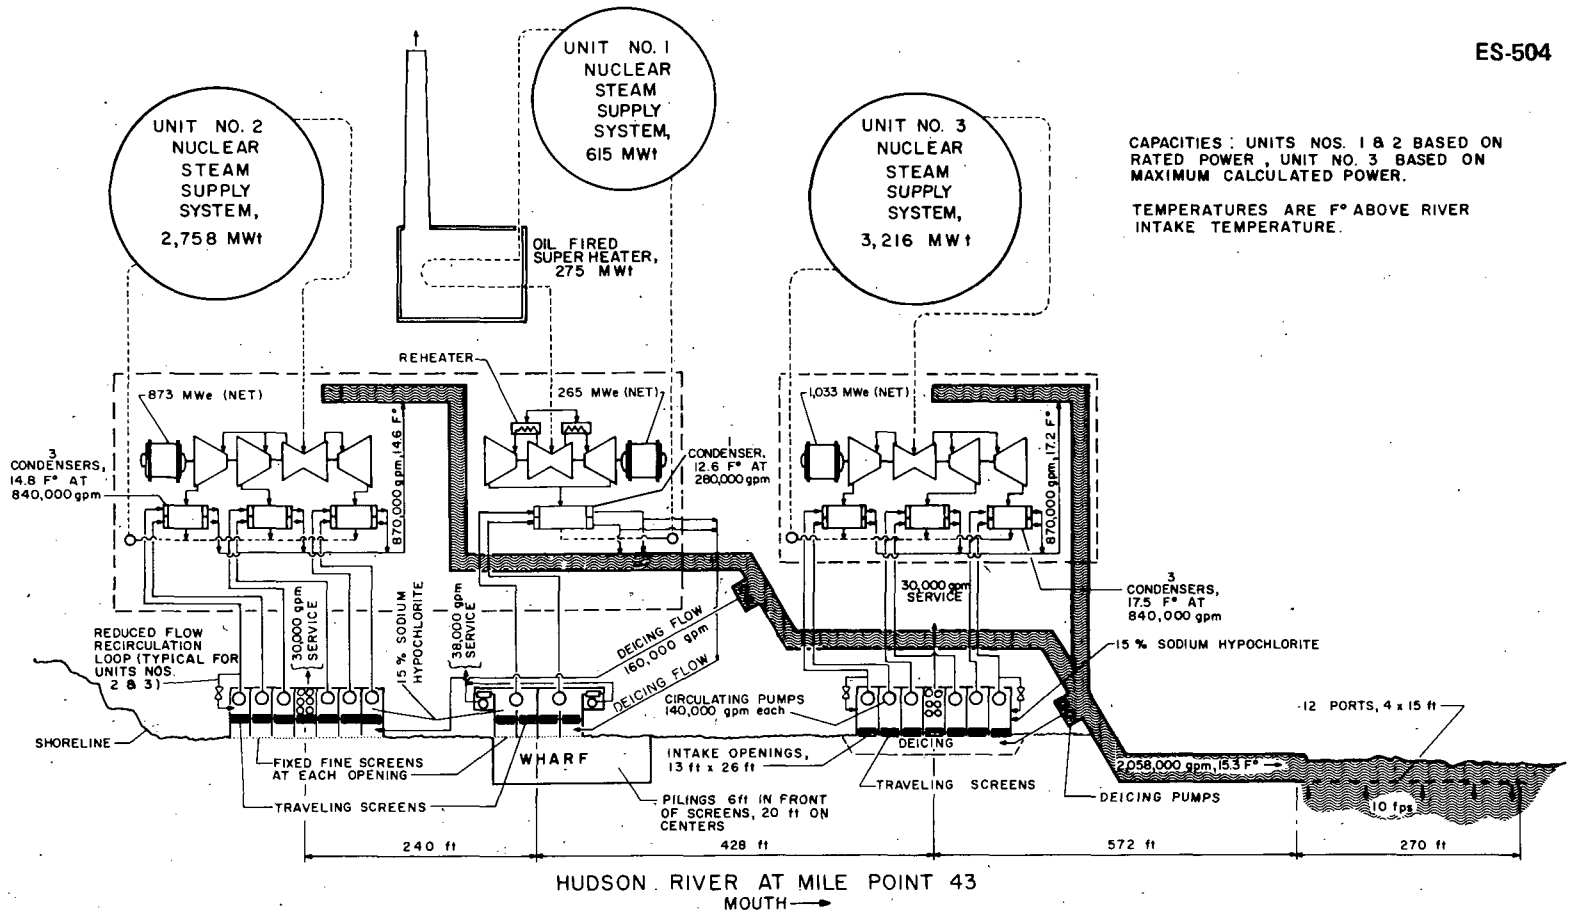 ES-504
UNIT NO. 1
NUCLEAR
STEAM
SUPPLY
SYSTEM,
615 MWt
UNIT NO. 2
NUCLEAR
STEAM
SUPPLY
SYSTEM,
2,758 MWt
UNIT NO. 3
NUCLEAR
STEAM
SUPPLY
SYSTEM,
3,216 MWt
CAPACITIES: UNITS NOS. 1 & 2 BASED ON
RATED POWER, UNIT NO. 3 BASED ON
MAXIMUM CALCULATED POWER.
TEMPERATURES ARE F° ABOVE RIVER
INTAKE TEMPERATURE.
OIL FIRED
SUPER HEATER,
275 MWt
REHEATER
873 MWe (NET)
265 MWe (NET)
1,033 MWe (NET)
3
CONDENSERS,
14.8 F° AT
840,000 gpm
870,000 gpm, 14.6 F°
1
CONDENSER,
12.6 F° AT
280,000 gpm
870,000 gpm, 17.2 F°
3
CONDENSERS,
17.5 F° AT
840,000 gpm
REDUCED FLOW
RECIRCULATION
LOOP (TYPICAL FOR
UNITS NOS.
2 & 3)
30,000 gpm
SERVICE
15 % SODIUM
HYPOCHLORITE
38,000 gpm
SERVICE
DEICING FLOW
160,000 gpm
DEICING FLOW
30,000 gpm
SERVICE
15 % SODIUM HYPOCHLORITE
CIRCULATING PUMPS
140,000 gpm each
12 PORTS, 4 x 15 ft
SHORELINE
FIXED FINE SCREENS
AT EACH OPENING
WHARF
INTAKE OPENINGS,
13 ft x 26 ft
DEICING
2,058,000 gpm, 15.3 F°
TRAVELING SCREENS
PILINGS 6ft IN FRONT
OF SCREENS, 20 ft ON
CENTERS
TRAVELING SCREENS
DEICING PUMPS
10 fps
240 ft
428 ft
572 ft
270 ft
HUDSON RIVER AT MILE POINT 43
MOUTH